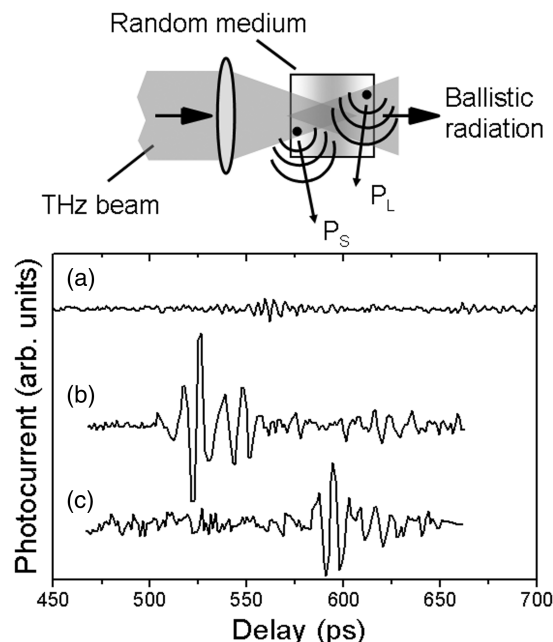 Random medium
Ballistic
radiation
THz beam
P_L
P_S
Photocurrent (arb. units)
(a)
(b)
(c)
450 500 550 600 650 700
Delay (ps)